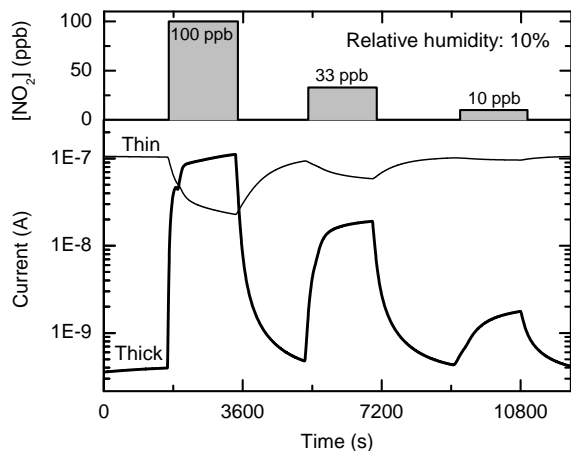 100
50
0
[NO2] (ppb)
100 ppb
33 ppb
10 ppb
Relative humidity: 10%
Thin
1E-7
1E-8
1E-9
Current (A)
Thick
0
3600
7200
10800
Time (s)